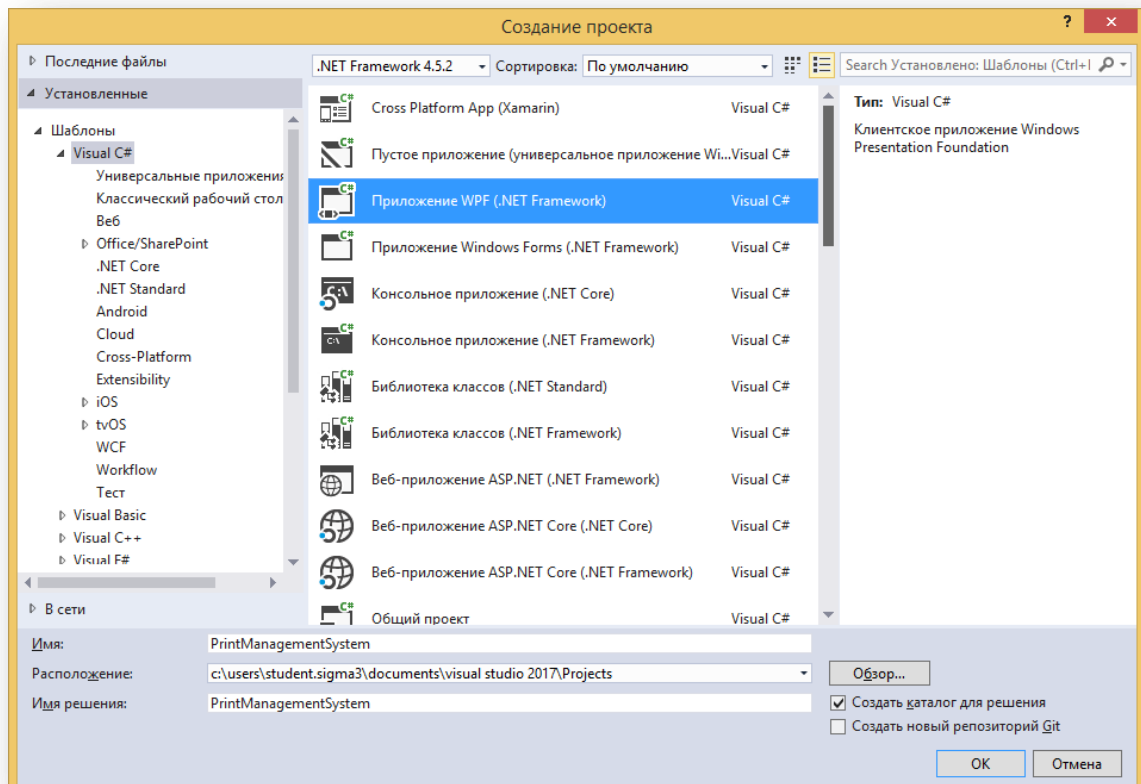 Создание проекта
?
Последние файлы
Установленные
Шаблоны
Visual C#
Универсальные приложения
Классический рабочий стол
Веб
Office/SharePoint
.NET Core
.NET Standard
Android
Cloud
Cross-Platform
Extensibility
iOS
tvOS
WCF
Workflow
Тест
Visual Basic
Visual C++
Visual F#
В сети
.NET Framework 4.5.2 Сортировка: По умолчанию
Search Установлено: Шаблоны (Ctrl+
C# Cross Platform App (Xamarin) Visual C#
C# Пустое приложение (универсальное приложение Wi...Visual C#
C# Приложение WPF (.NET Framework) Visual C#
C# Приложение Windows Forms (.NET Framework) Visual C#
C# C:\ Консольное приложение (.NET Core) Visual C#
C# C:\ Консольное приложение (.NET Framework) Visual C#
C# Библиотека классов (.NET Standard) Visual C#
C# Библиотека классов (.NET Framework) Visual C#
C# Веб-приложение ASP.NET (.NET Framework) Visual C#
C# Веб-приложение ASP.NET Core (.NET Core) Visual C#
C# Веб-приложение ASP.NET Core (.NET Framework) Visual C#
C# Общий проект Visual C#
Тип: Visual C#
Клиентское приложение Windows
Presentation Foundation
Имя: PrintManagementSystem
Расположение: c:\users\student.sigma3\documents\visual studio 2017\Projects
Обзор...
Имя решения: PrintManagementSystem
Создать каталог для решения
Создать новый репозиторий Git
OK Отмена